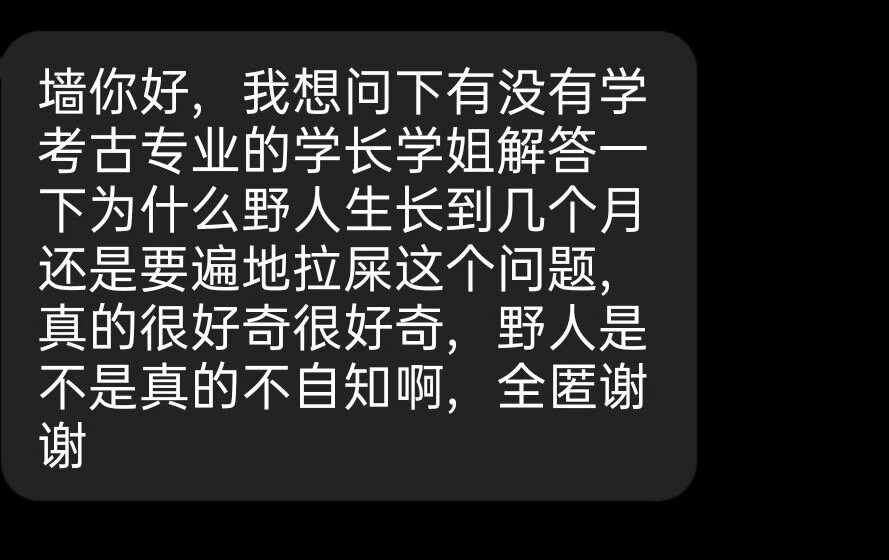 墙你好，我想问下有没有学
考古专业的学长学姐解答一
下为什么野人生长到几个月
还是要遍地拉屎这个问题，
真的很好奇很好奇，野人是
不是真的不自知啊，全匿谢
谢